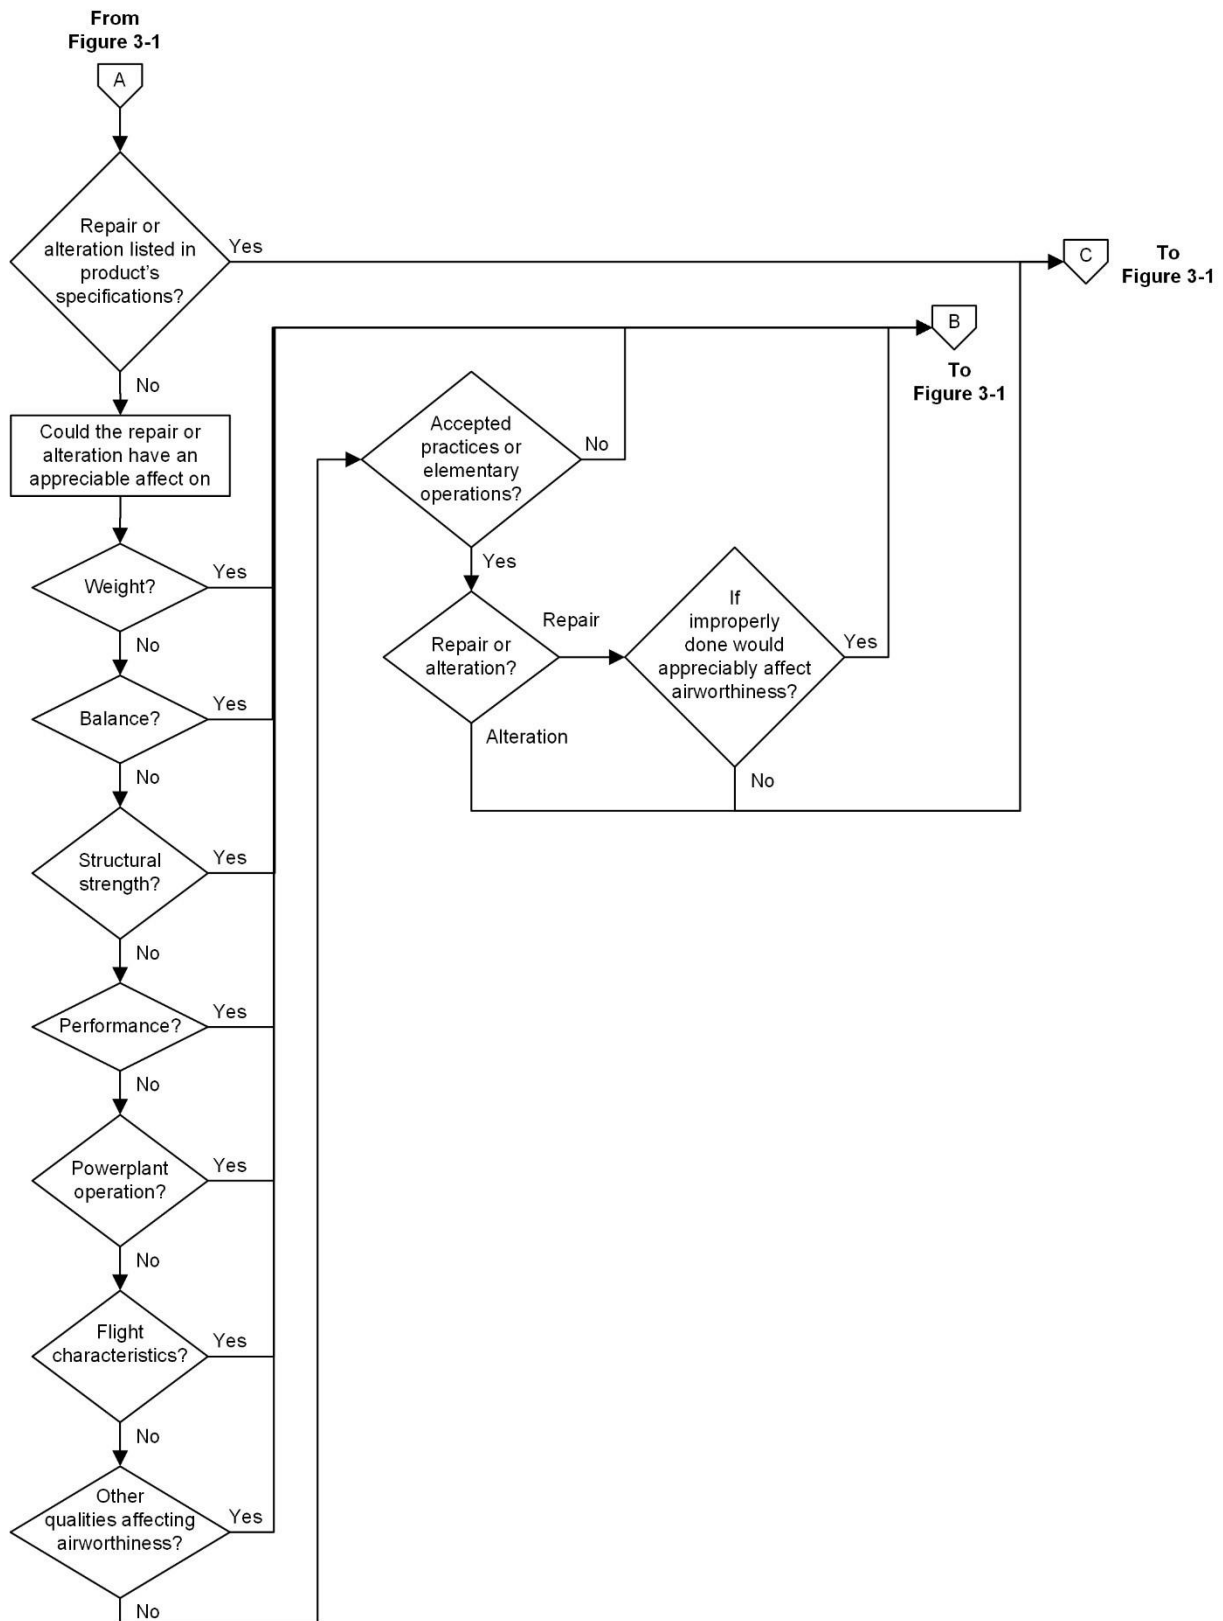 From
Figure 3-1
A
Repair or
alteration listed in
product's
specifications?
Yes
C
To
Figure 3-1
No
B
To
Figure 3-1
Could the repair or
alteration have an
appreciable affect on
Accepted
practices or
elementary
operations?
No
Yes
Weight?
Yes
No
Repair or
alteration?
Repair
Alteration
If
improperly
done would
appreciably affect
airworthiness?
Yes
No
Balance?
Yes
No
Structural
strength?
Yes
No
Performance?
Yes
No
Powerplant
operation?
Yes
No
Flight
characteristics?
Yes
No
Other
qualities affecting
airworthiness?
Yes
No